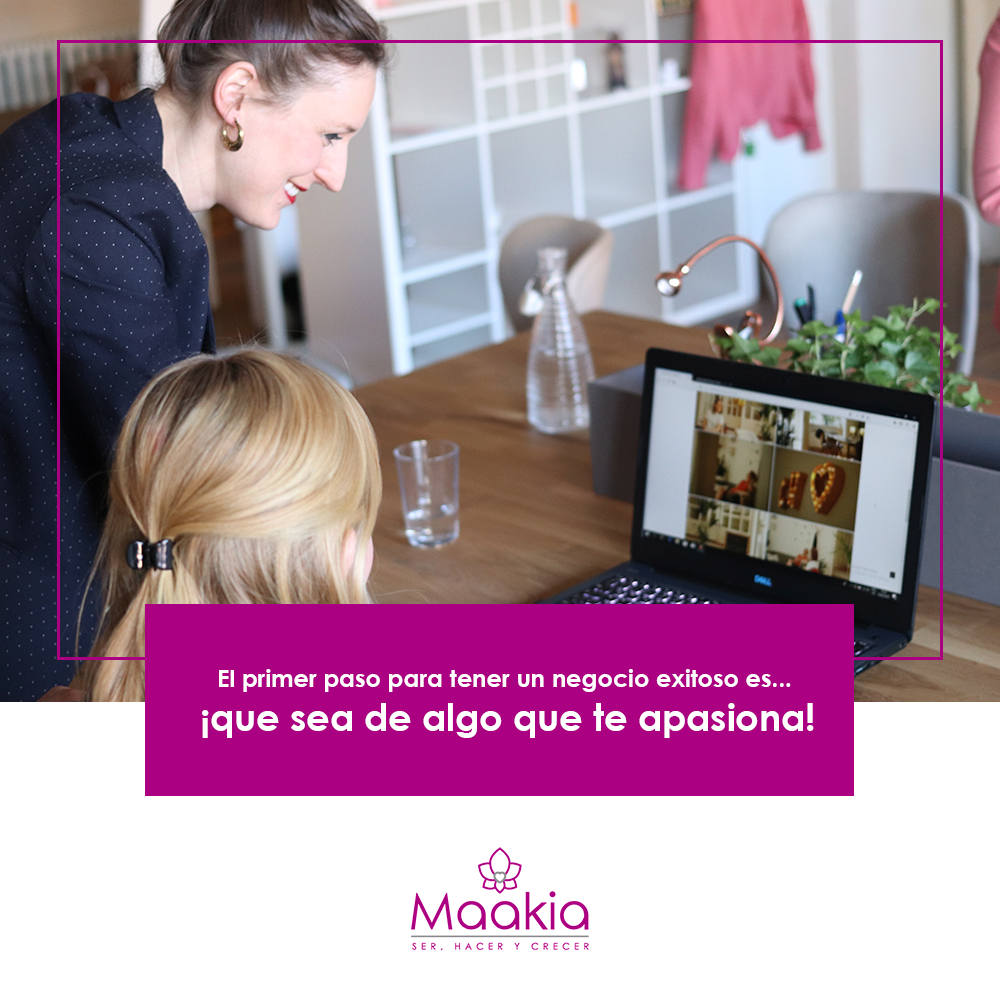 DELL
El primer paso para tener un negocio exitoso es...
¡que sea de algo que te apasiona!
Maakia
SER, HACER Y CRECER